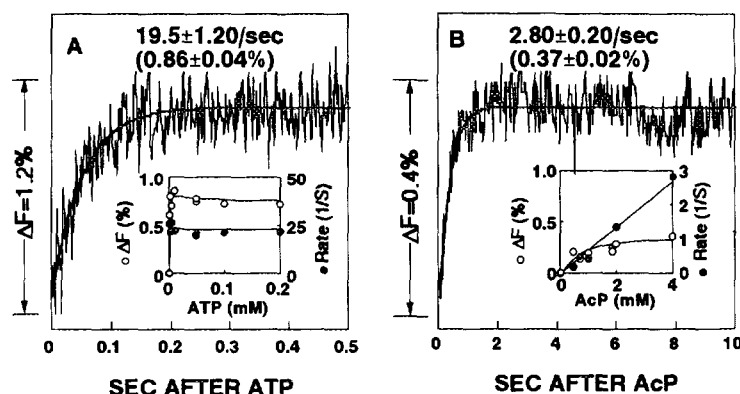 A
19.5±1.20/sec
(0.86±0.04%)
ΔF=1.2%
1.0
0.5
0
○ ΔF (%)
50
25
0
● Rate (1/S)
0
0.1
0.2
ATP (mM)
0
0.1
0.2
0.3
0.4
0.5
SEC AFTER ATP
B
2.80±0.20/sec
(0.37±0.02%)
ΔF=0.4%
1.0
0.5
0
○ ΔF (%)
3
2
1
0
● Rate (1/S)
0
2
4
AcP (mM)
0
2
4
6
8
10
SEC AFTER AcP